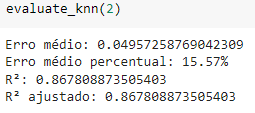 evaluate_knn(2)
Erro médio: 0.04957258769042309
Erro médio percentual: 15.57%
R²: 0.867808873505403
R² ajustado: 0.867808873505403